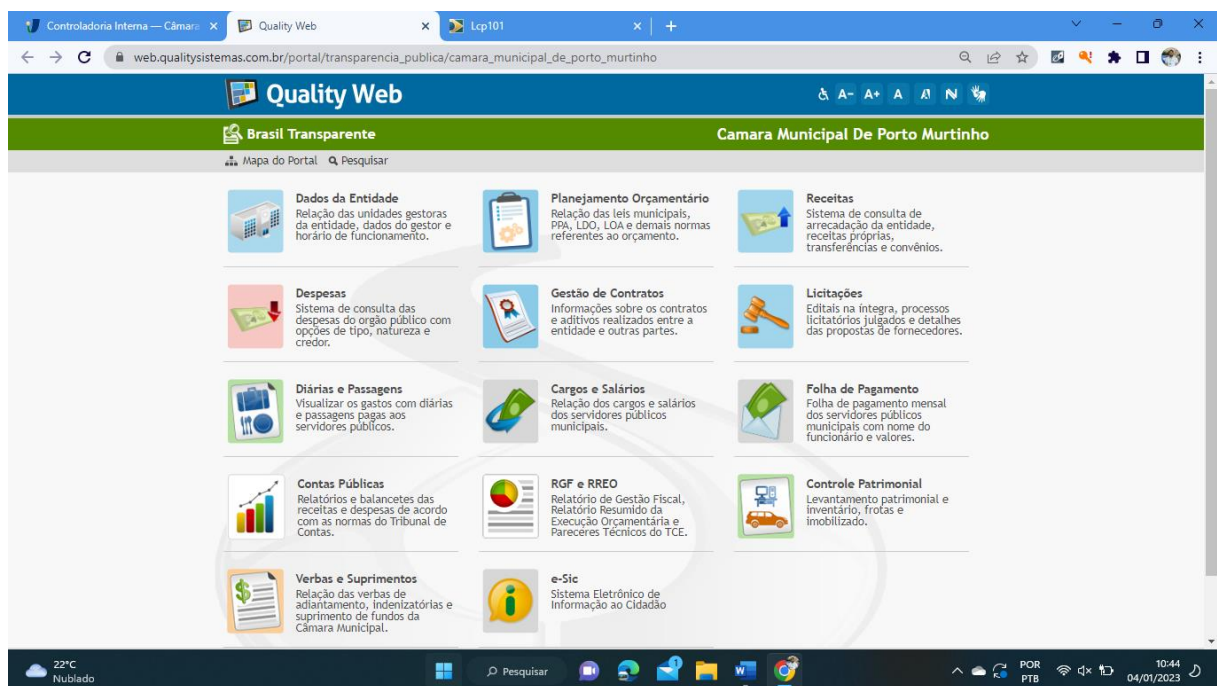 Controladoria Interna — Câmara
Quality Web
Lcp101
web.qualitysistemas.com.br/portal/transparencia_publica/camara_municipal_de_porto_murtinho
Quality Web
A- A+ A
Brasil Transparente
Camara Municipal De Porto Murtinho
Mapa do Portal Pesquisar
Dados da Entidade
Relação das unidades gestoras
da entidade, dados do gestor e
horário de funcionamento.
Planejamento Orçamentário
Relação das leis municipais,
PPA, LDO, LOA e demais normas
referentes ao orçamento.
Receitas
Sistema de consulta de
arrecadação da entidade,
receitas próprias,
transferências e convênios.
Despesas
Sistema de consulta das
despesas do orgão público com
opções de tipo, natureza e
credor.
Gestão de Contratos
Informações sobre os contratos
e aditivos realizados entre a
entidade e outras partes.
Licitações
Editais na íntegra, processos
licitatórios julgados e detalhes
das propostas de fornecedores.
Diárias e Passagens
Visualizar os gastos com diárias
e passagens pagas aos
servidores públicos.
Cargos e Salários
Relação dos cargos e salários
dos servidores públicos
municipais.
Folha de Pagamento
Folha de pagamento mensal
dos servidores públicos
municipais com nome do
funcionário e valores.
Contas Públicas
Relatórios e balancetes das
receitas e despesas de acordo
com as normas do Tribunal de
Contas.
RGF e RREO
Relatório de Gestão Fiscal,
Relatório Resumido da
Execução Orçamentária e
Pareceres Técnicos do TCE.
Controle Patrimonial
Levantamento patrimonial e
inventário, frotas e
imobilizado.
Verbas e Suprimentos
Relação das verbas de
adiantamento, indenizatórias e
suprimento de fundos da
Câmara Municipal.
e-Sic
Sistema Eletrônico de
Informação ao Cidadão
22°C
Nublado
Pesquisar
POR
PTB
10:44
04/01/2023